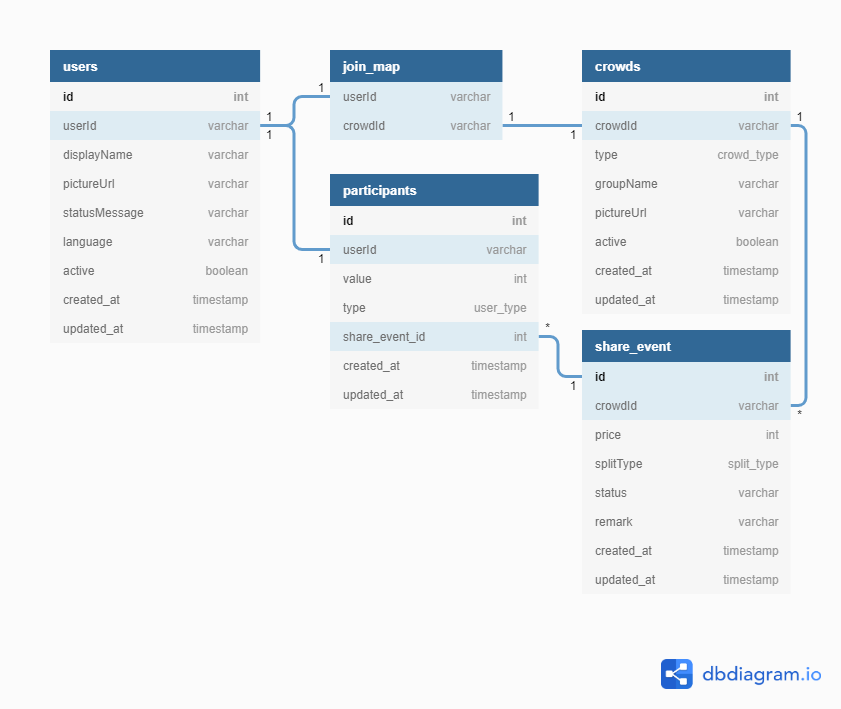 users
id int
userId varchar
displayName varchar
pictureUrl varchar
statusMessage varchar
language varchar
active boolean
created_at timestamp
updated_at timestamp
1
1
1
join_map
userId varchar
crowdId varchar
1
1
participants
id int
userId varchar
value int
type user_type
share_event_id int
created_at timestamp
updated_at timestamp
1
*
1
crowds
id int
crowdId varchar
type crowd_type
groupName varchar
pictureUrl varchar
active boolean
created_at timestamp
updated_at timestamp
1
share_event
id int
crowdId varchar
price int
splitType split_type
status varchar
remark varchar
created_at timestamp
updated_at timestamp
*
dbdiagram.io